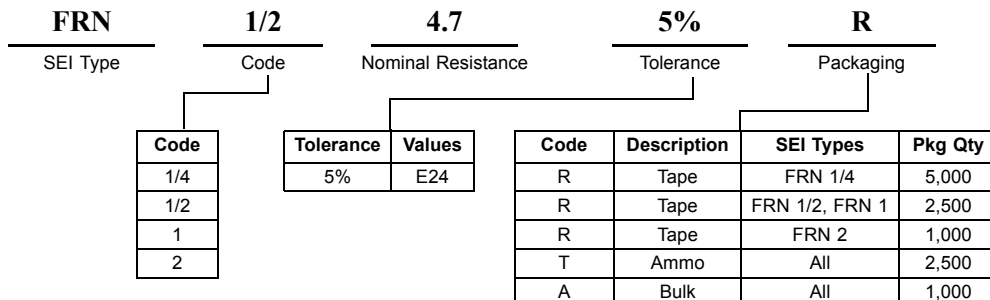 FRN 1/2 4.7 5% R
SEI Type Code Nominal Resistance Tolerance Packaging
Code
1/4
1/2
1
2
Tolerance Values
5% E24
Code Description SEI Types Pkg Qty
R Tape FRN 1/4 5,000
R Tape FRN 1/2, FRN 1 2,500
R Tape FRN 2 1,000
T Ammo All 2,500
A Bulk All 1,000